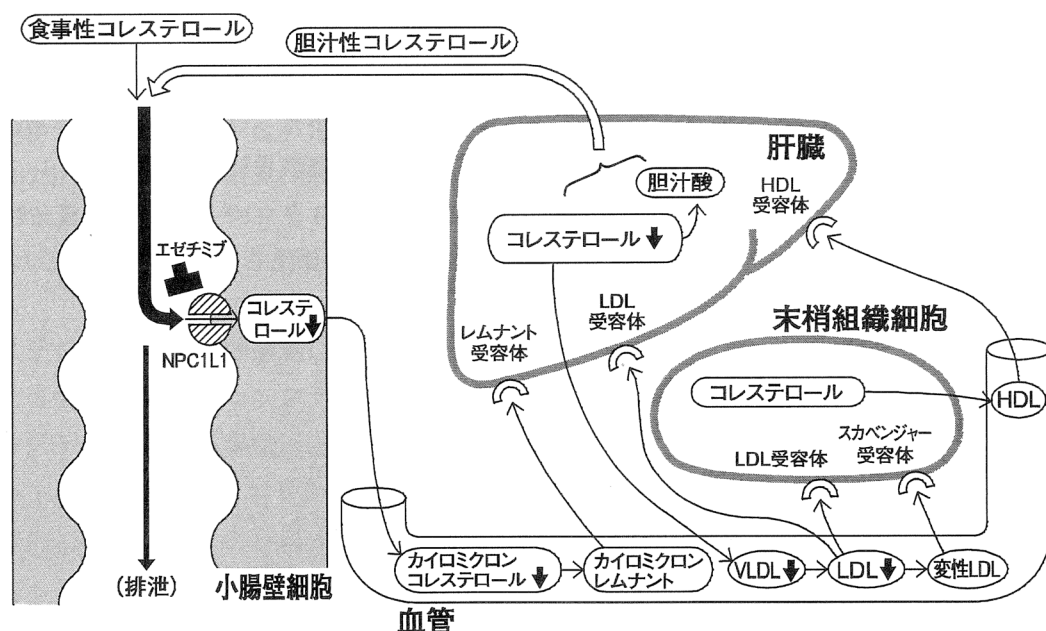 食事性コレステロール
胆汁性コレステロール
肝臓
胆汁酸
HDL
受容体
コレステロール
エゼチミブ
コレステ
ロール
NPC1L1
LDL
受容体
レムナント
受容体
末梢組織細胞
コレステロール
HDL
スカベンジャー
受容体
LDL受容体
カイロミクロン
コレステロール
カイロミクロン
レムナント
VLDL
LDL
変性LDL
(排泄)
小腸壁細胞
血管